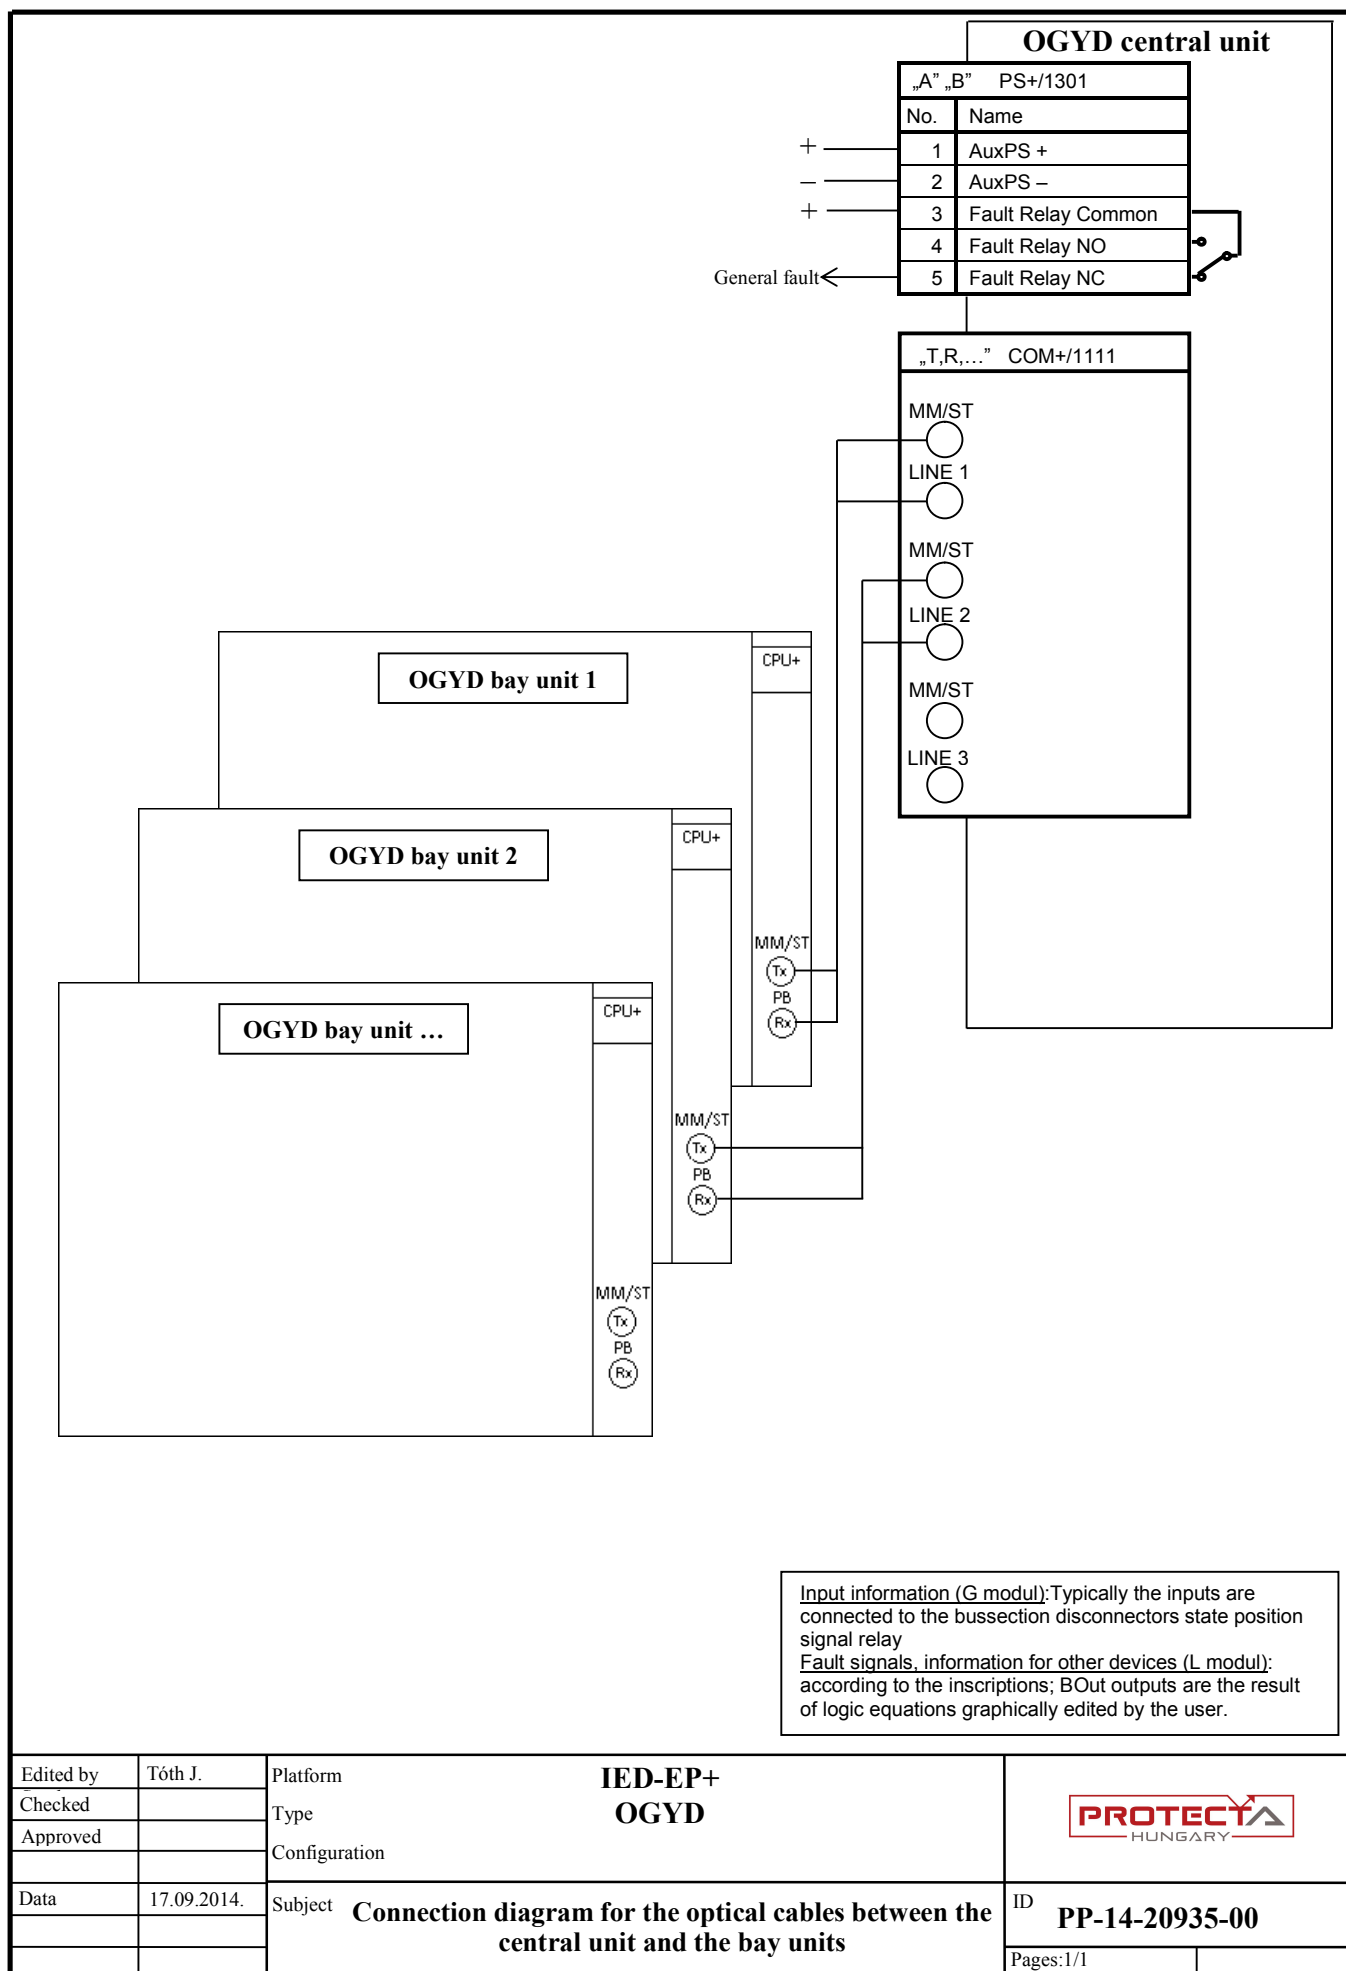 OGYD central unit
„A” „B” PS+/1301
No. Name
+ 1 AuxPS +
– 2 AuxPS –
+ 3 Fault Relay Common
4 Fault Relay NO
General fault 5 Fault Relay NC
„T,R,…” COM+/1111
MM/ST
LINE 1
MM/ST
LINE 2
MM/ST
LINE 3
OGYD bay unit 1
CPU+
MM/ST
Tx
PB
Rx
OGYD bay unit 2
CPU+
MM/ST
Tx
PB
Rx
OGYD bay unit …
CPU+
MM/ST
Tx
PB
Rx
Input information (G modul):Typically the inputs are
connected to the bussection disconnectors state position
signal relay
Fault signals, information for other devices (L modul):
according to the inscriptions; BOut outputs are the result
of logic equations graphically edited by the user.
Edited by Tóth J.
Checked
Approved
Data 17.09.2014.
Platform IED-EP+
Type OGYD
Configuration
Subject Connection diagram for the optical cables between the
central unit and the bay units
PROTECTA
HUNGARY
ID PP-14-20935-00
Pages:1/1